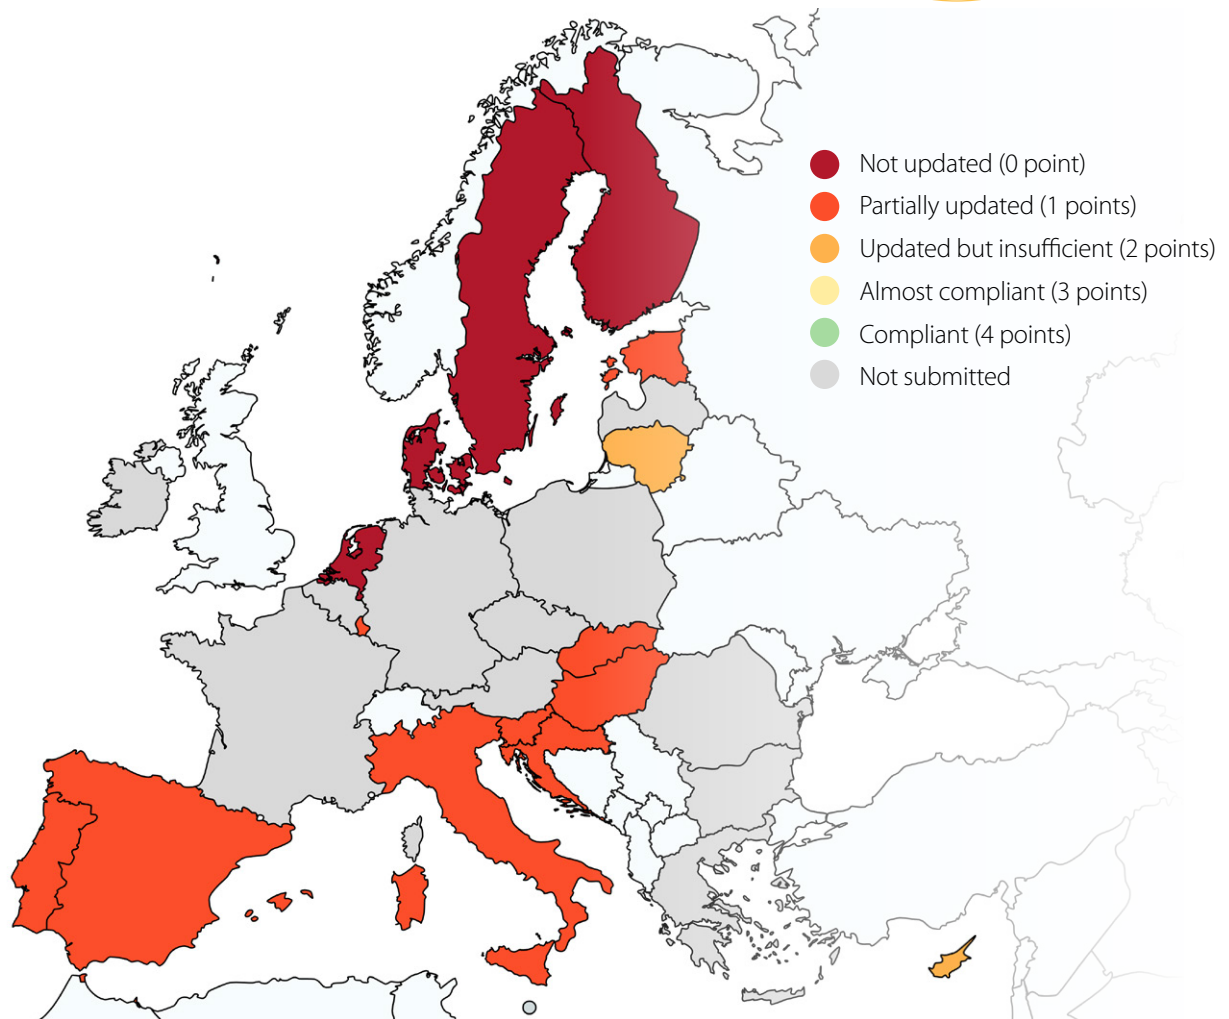 Not updated (0 point)
Partially updated (1 points)
Updated but insufficient (2 points)
Almost compliant (3 points)
Compliant (4 points)
Not submitted